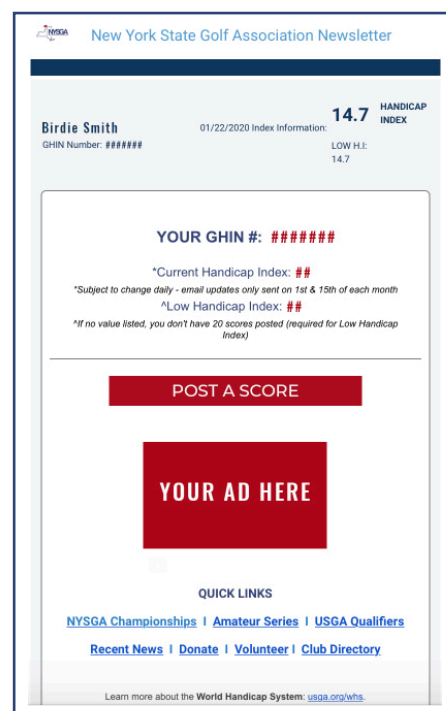 NYSGA
New York State Golf Association Newsletter
Birdie Smith
GHIN Number: #######
01/22/2020 Index Information:
14.7
HANDICAP
INDEX
LOW H.I:
14.7
YOUR GHIN #: #######
*Current Handicap Index: ##
*Subject to change daily - email updates only sent on 1st & 15th of each month
^Low Handicap Index: ##
^If no value listed, you don't have 20 scores posted (required for Low Handicap
Index)
POST A SCORE
YOUR AD HERE
QUICK LINKS
NYSGA Championships I Amateur Series I USGA Qualifiers
Recent News I Donate I Volunteer I Club Directory
Learn more about the World Handicap System: usga.org/whs.